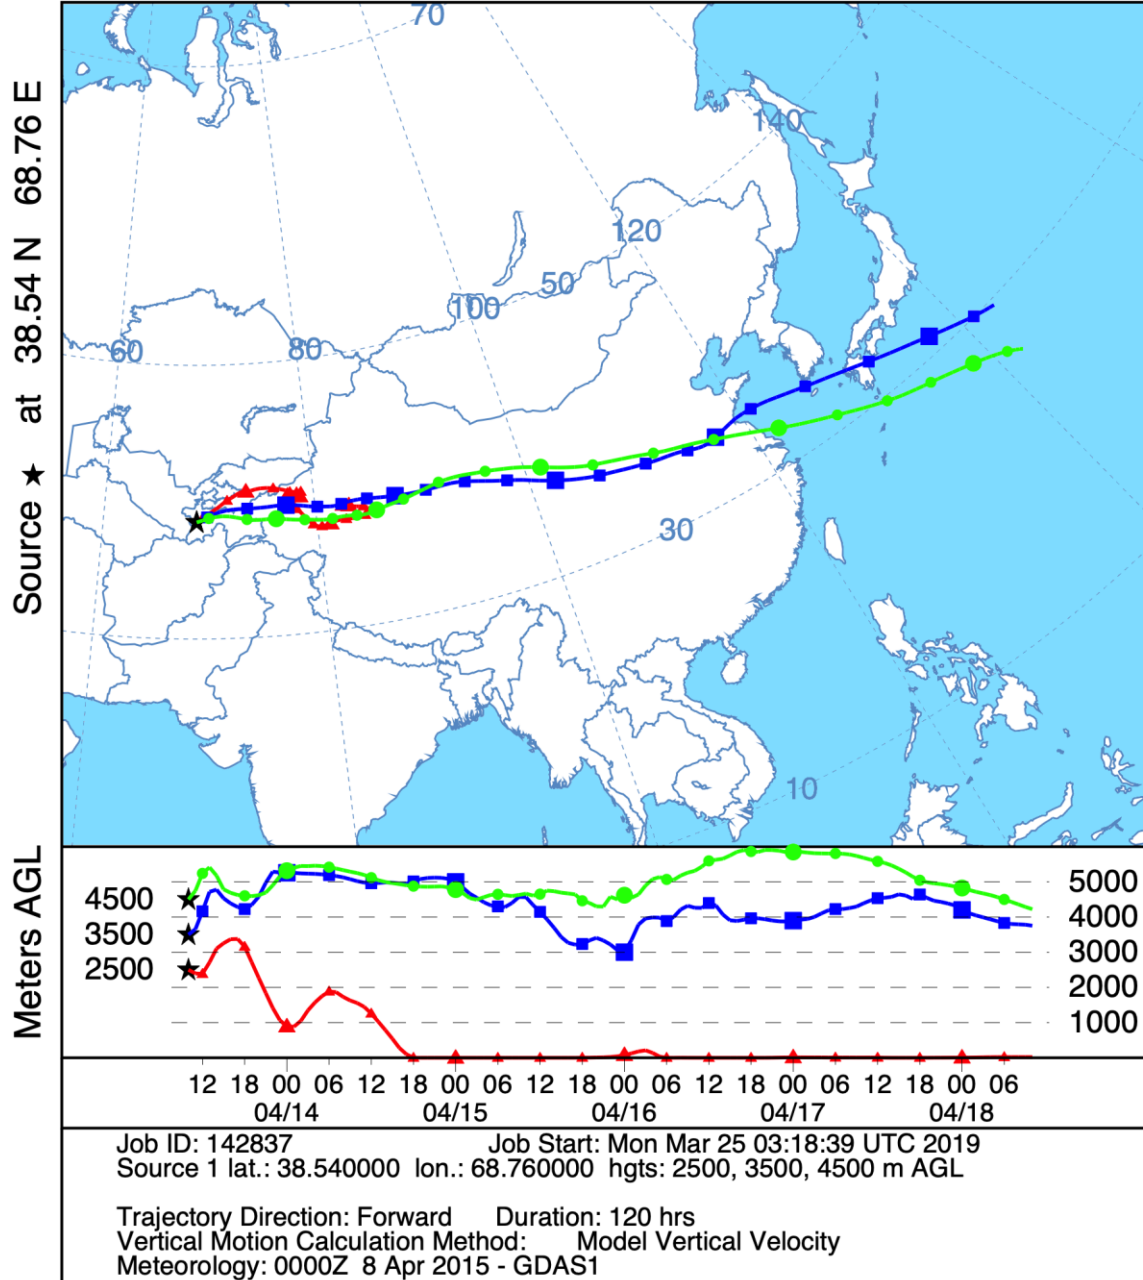 Source ★ at 38.54 N 68.76 E
70
140
120
50
100
60
80
30
10
Meters AGL
4500
3500
2500
5000
4000
3000
2000
1000
12 18 00 06 12 18 00 06 12 18 00 06 12 18 00 06 12 18 00 06
04/14 04/15 04/16 04/17 04/18
Job ID: 142837 Job Start: Mon Mar 25 03:18:39 UTC 2019
Source 1 lat.: 38.540000 lon.: 68.760000 hgts: 2500, 3500, 4500 m AGL
Trajectory Direction: Forward Duration: 120 hrs
Vertical Motion Calculation Method: Model Vertical Velocity
Meteorology: 0000Z 8 Apr 2015 - GDAS1